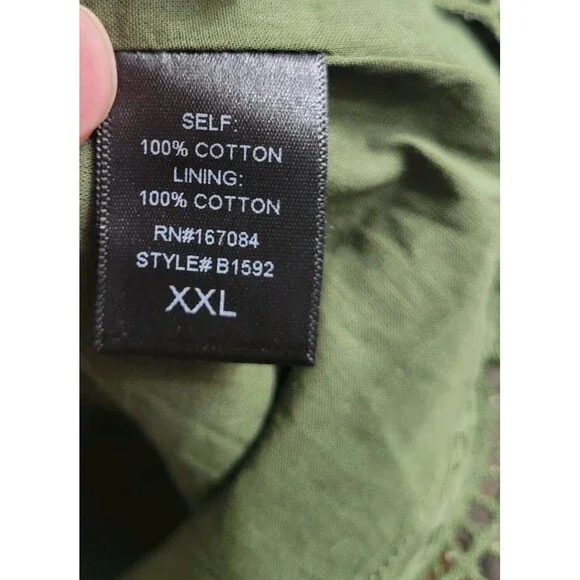 SELF:
100% COTTON
LINING:
100% COTTON
RN#167084
STYLE# B1592
XXL